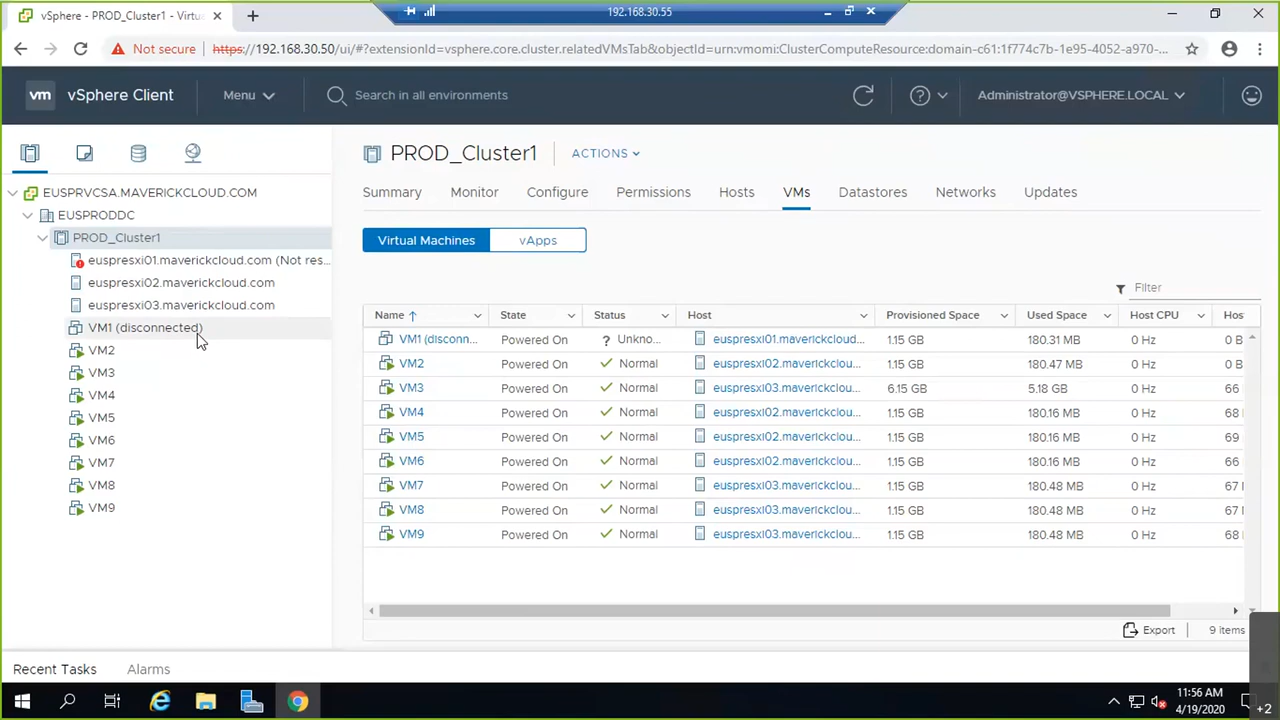 vSphere - PROD_Cluster1 - Virtu
192.168.30.55
Not secure
https://192.168.30.50/ui/#?extensionId=vsphere.core.cluster.relatedVMsTab&objectId=urn:vmomi:ClusterComputeResource:domain-c61:1f774c7b-1e95-4052-a970-...
vm vSphere Client
Menu
Search in all environments
Administrator@VSPHERE.LOCAL
PROD_Cluster1
ACTIONS
Summary Monitor Configure Permissions Hosts VMs Datastores Networks Updates
EUSPRVCSA.MAVERICKCLOUD.COM
EUSPRODDC
PROD_Cluster1
euspresxi01.maverickcloud.com (Not res...
euspresxi02.maverickcloud.com
euspresxi03.maverickcloud.com
VM1 (disconnected)
VM2
VM3
VM4
VM5
VM6
VM7
VM8
VM9
Virtual Machines vApps
Filter
Name State Status Host Provisioned Space Used Space Host CPU Host
VM1 (disconn... Powered On ? Unkno... euspresxi01.maverickcloud... 1.15 GB 180.31 MB 0 Hz 0 B
VM2 Powered On Normal euspresxi02.maverickclou... 1.15 GB 180.47 MB 0 Hz 0 B
VM3 Powered On Normal euspresxi03.maverickclou... 6.15 GB 5.18 GB 0 Hz 66
VM4 Powered On Normal euspresxi02.maverickclou... 1.15 GB 180.16 MB 0 Hz 68
VM5 Powered On Normal euspresxi02.maverickclou... 1.15 GB 180.16 MB 0 Hz 69
VM6 Powered On Normal euspresxi02.maverickclou... 1.15 GB 180.16 MB 0 Hz 66
VM7 Powered On Normal euspresxi03.maverickclou... 1.15 GB 180.48 MB 0 Hz 67
VM8 Powered On Normal euspresxi03.maverickclou... 1.15 GB 180.48 MB 0 Hz 67
VM9 Powered On Normal euspresxi03.maverickclou... 1.15 GB 180.48 MB 0 Hz 68
Export 9 items
Recent Tasks Alarms
11:56 AM
4/19/2020
+2